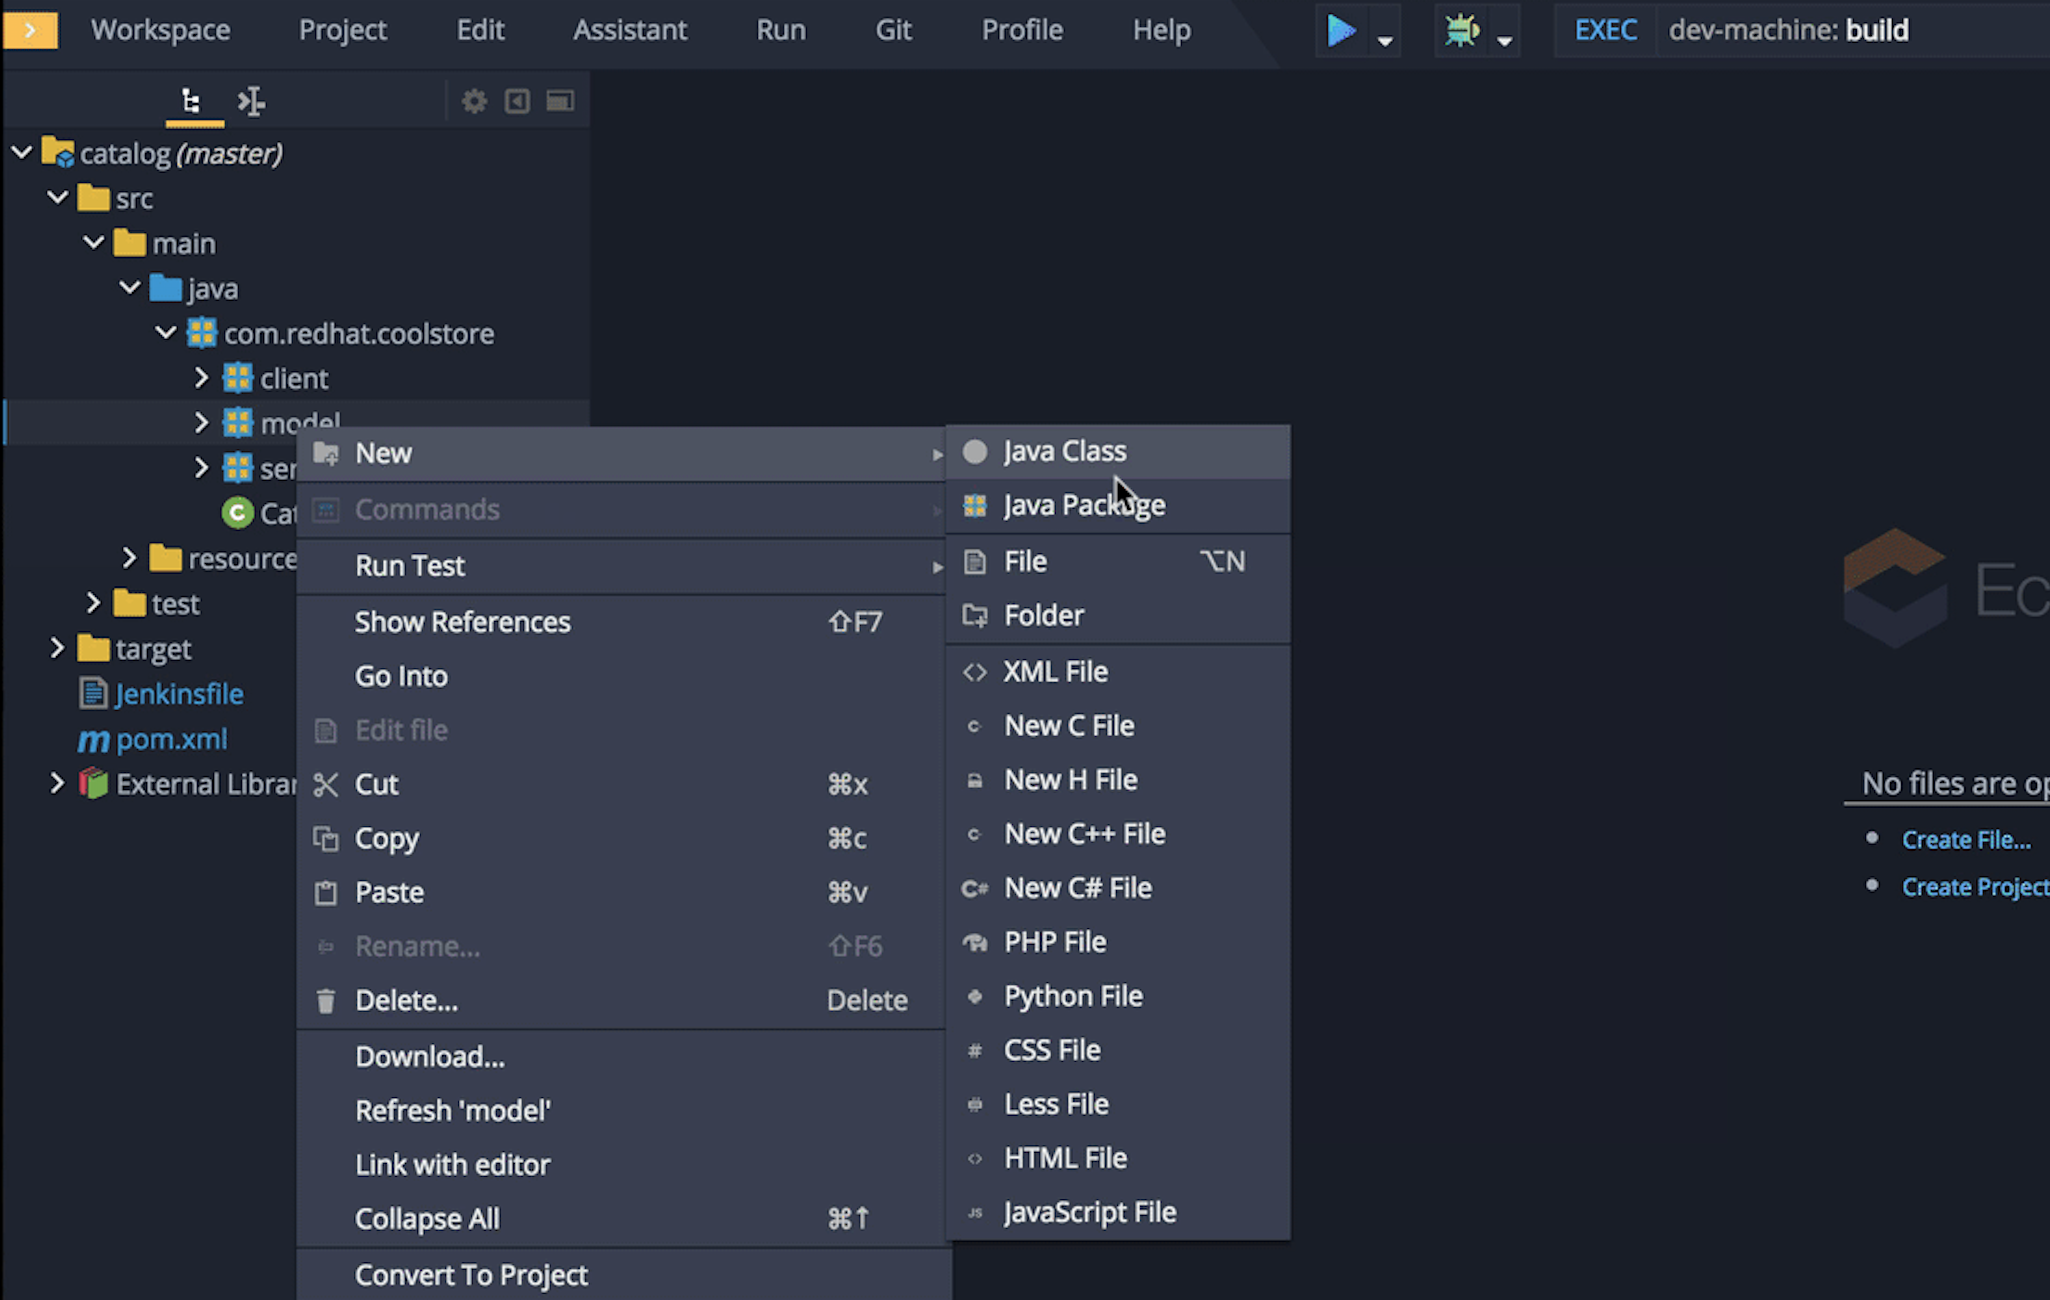 Workspace Project Edit Assistant Run Git Profile Help EXEC dev-machine: build
catalog (master)
src
main
java
com.redhat.coolstore
client
model
ser
Cat
resource
test
target
Jenkinsfile
pom.xml
External Librar
New
Commands
Run Test
Show References ⇧F7
Go Into
Edit file
Cut ⌘x
Copy ⌘c
Paste ⌘v
Rename... ⇧F6
Delete... Delete
Download...
Refresh 'model'
Link with editor
Collapse All ⌘↑
Convert To Project
Java Class
Java Package
File ⌥N
Folder
XML File
New C File
New H File
New C++ File
C# New C# File
PHP File
Python File
# CSS File
Less File
HTML File
JS JavaScript File
Ec
No files are op
Create File...
Create Project